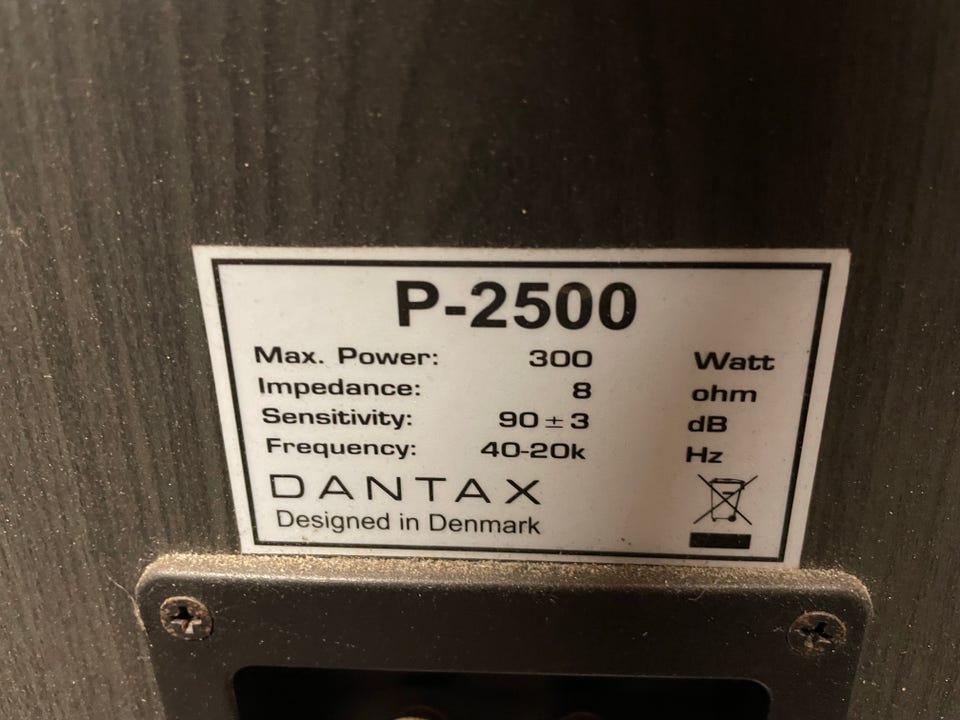 P-2500
Max. Power: 300 Watt
Impedance: 8 ohm
Sensitivity: 90 ± 3 dB
Frequency: 40-20k Hz
DANTAX
Designed in Denmark